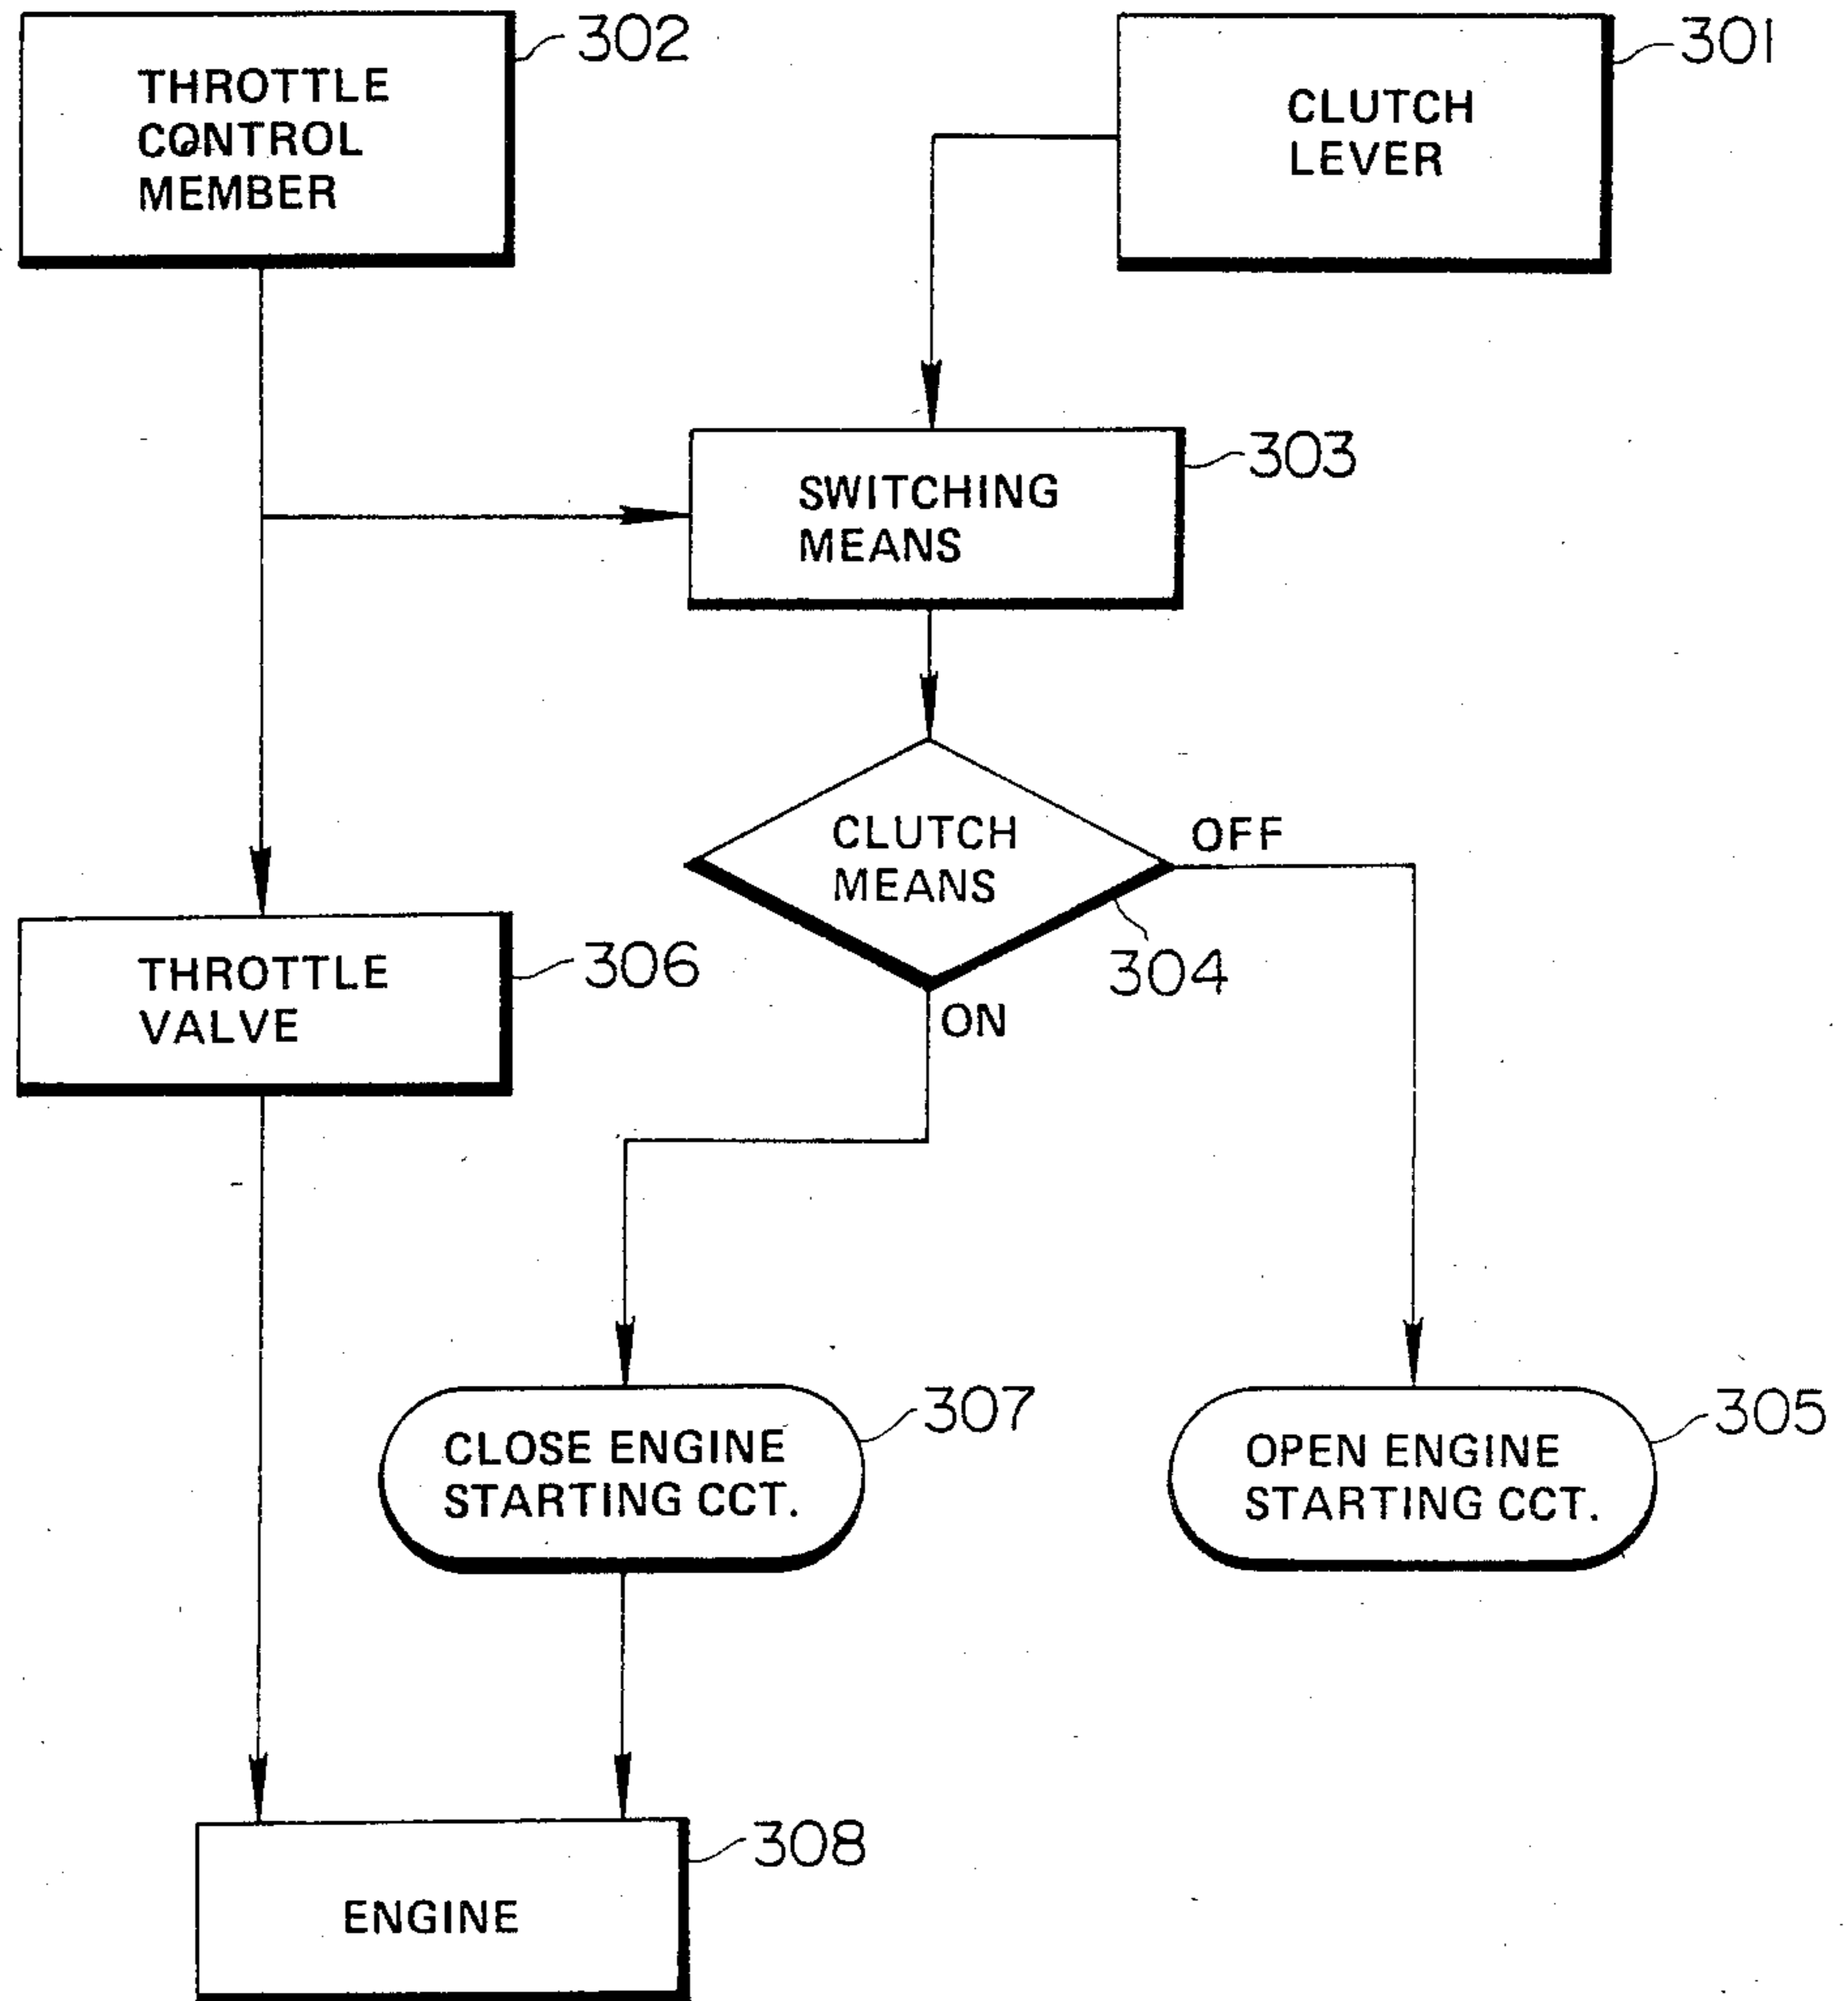 THROTTLE
CONTROL
MEMBER
302
CLUTCH
LEVER
301
SWITCHING
MEANS
303
CLUTCH
MEANS
OFF
304
ON
THROTTLE
VALVE
306
CLOSE ENGINE
STARTING CCT.
307
OPEN ENGINE
STARTING CCT.
305
ENGINE
308